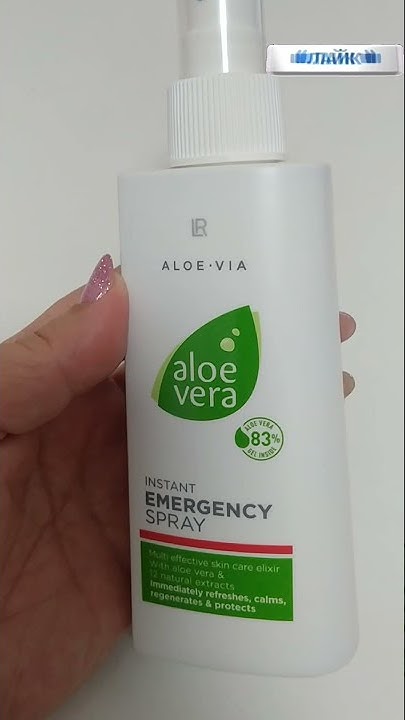 ЛАЙК
LR
ALOE·VIA
aloe
vera
ALOE VERA
83%
GEL INSIDE
INSTANT
EMERGENCY
SPRAY
Multi effective skin care elixir
With aloe vera &
12 natural extracts
Immediately refreshes, calms,
regenerates & protects